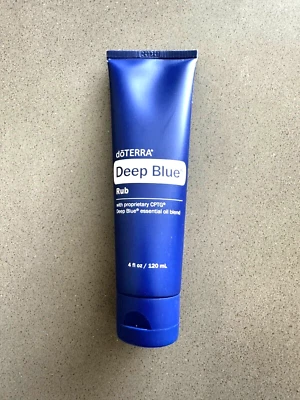 dōTERRA®
Deep Blue®
Rub
with proprietary CPTG®
Deep Blue® essential oil blend
4 fl oz / 120 mL